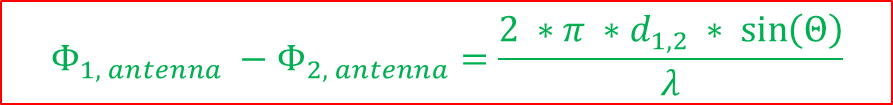 Φ₁, antenna − Φ₂, antenna = (2 * π * d₁,₂ * sin(Θ)) / λ